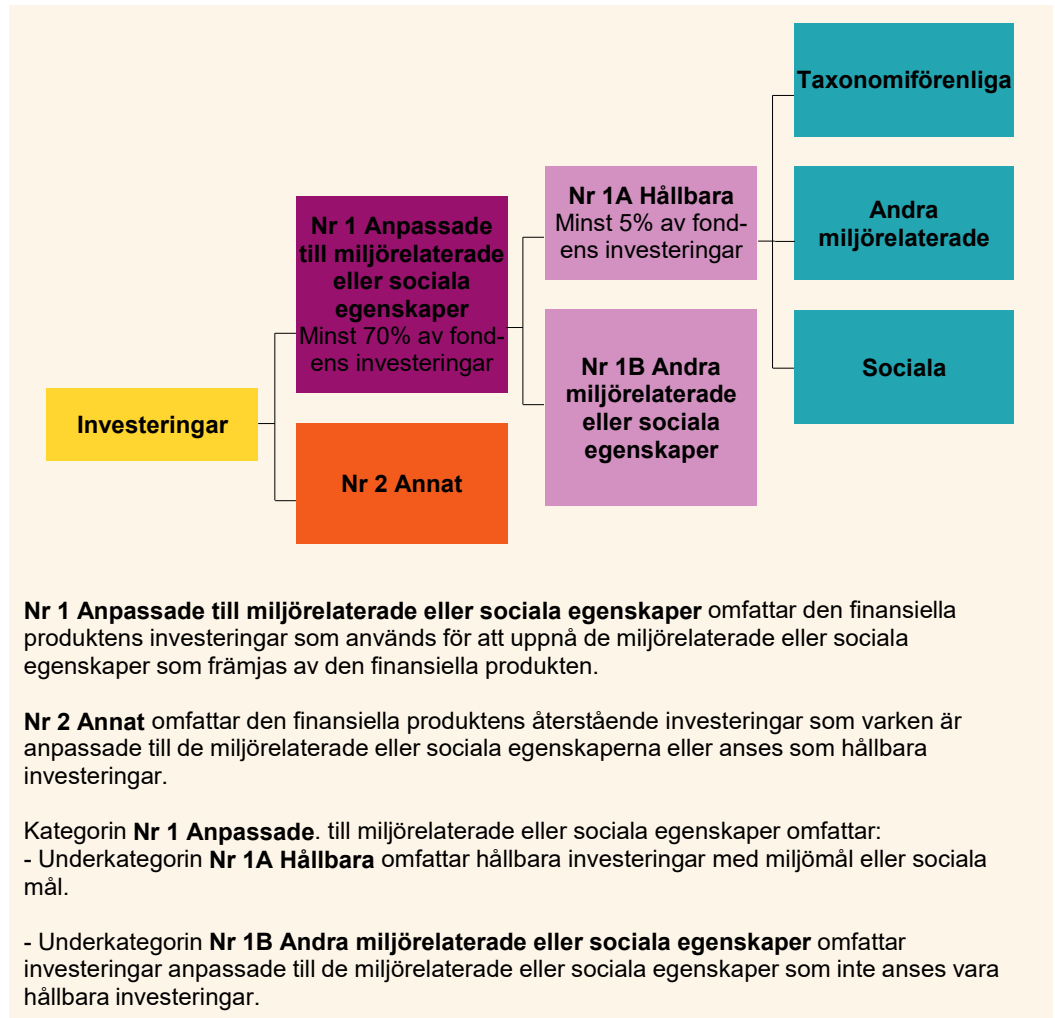 Taxonomiförenliga
Nr 1A Hållbara
Minst 5% av fond-
ens investeringar
Nr 1 Anpassade
till miljörelaterade
eller sociala
egenskaper
Minst 70% av fond-
ens investeringar
Andra
miljörelaterade
Nr 1B Andra
miljörelaterade
eller sociala
egenskaper
Sociala
Investeringar
Nr 2 Annat
Nr 1 Anpassade till miljörelaterade eller sociala egenskaper omfattar den finansiella
produktens investeringar som används för att uppnå de miljörelaterade eller sociala
egenskaper som främjas av den finansiella produkten.
Nr 2 Annat omfattar den finansiella produktens återstående investeringar som varken är
anpassade till de miljörelaterade eller sociala egenskaperna eller anses som hållbara
investeringar.
Kategorin Nr 1 Anpassade. till miljörelaterade eller sociala egenskaper omfattar:
- Underkategorin Nr 1A Hållbara omfattar hållbara investeringar med miljömål eller sociala
mål.
- Underkategorin Nr 1B Andra miljörelaterade eller sociala egenskaper omfattar
investeringar anpassade till de miljörelaterade eller sociala egenskaper som inte anses vara
hållbara investeringar.